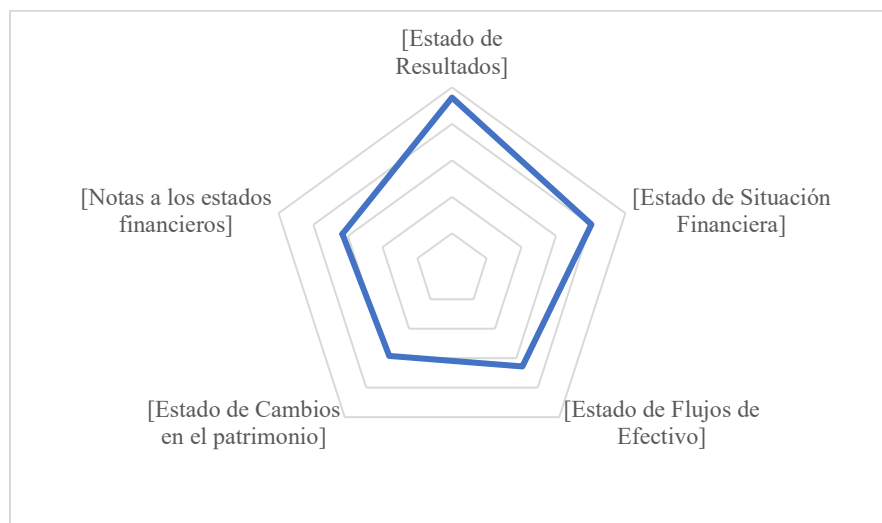 [Estado de
Resultados]
[Estado de Situación
Financiera]
[Estado de Flujos de
Efectivo]
[Estado de Cambios
en el patrimonio]
[Notas a los estados
financieros]